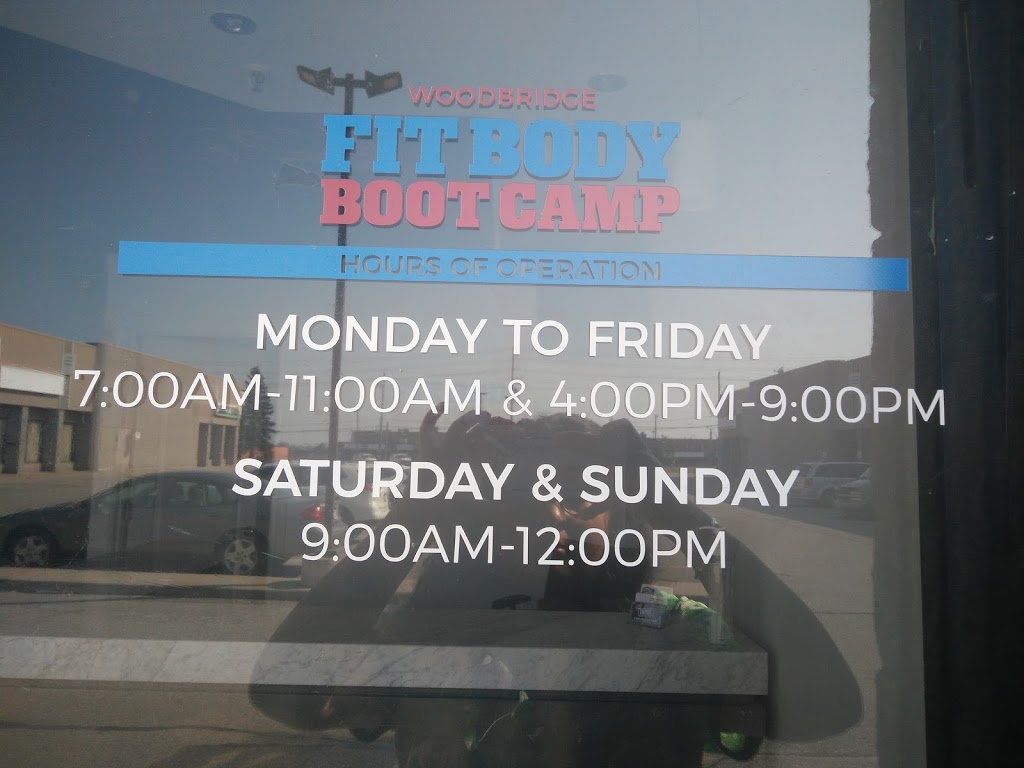 WOODBRIDGE
FIT BODY
BOOT CAMP
HOURS OF OPERATION
MONDAY TO FRIDAY
7:00AM-11:00AM & 4:00PM-9:00PM
SATURDAY & SUNDAY
9:00AM-12:00PM